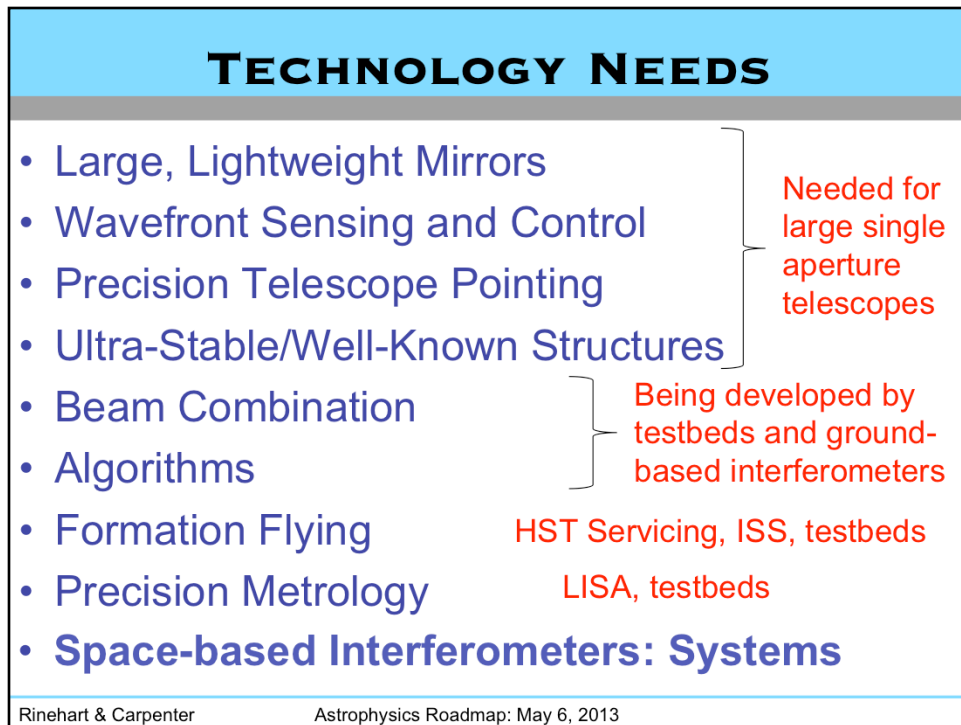 TECHNOLOGY NEEDS
• Large, Lightweight Mirrors
• Wavefront Sensing and Control
• Precision Telescope Pointing
• Ultra-Stable/Well-Known Structures
Needed for
large single
aperture
telescopes
• Beam Combination
• Algorithms
Being developed by
testbeds and ground-
based interferometers
• Formation Flying
HST Servicing, ISS, testbeds
• Precision Metrology
LISA, testbeds
• Space-based Interferometers: Systems
Rinehart & Carpenter
Astrophysics Roadmap: May 6, 2013